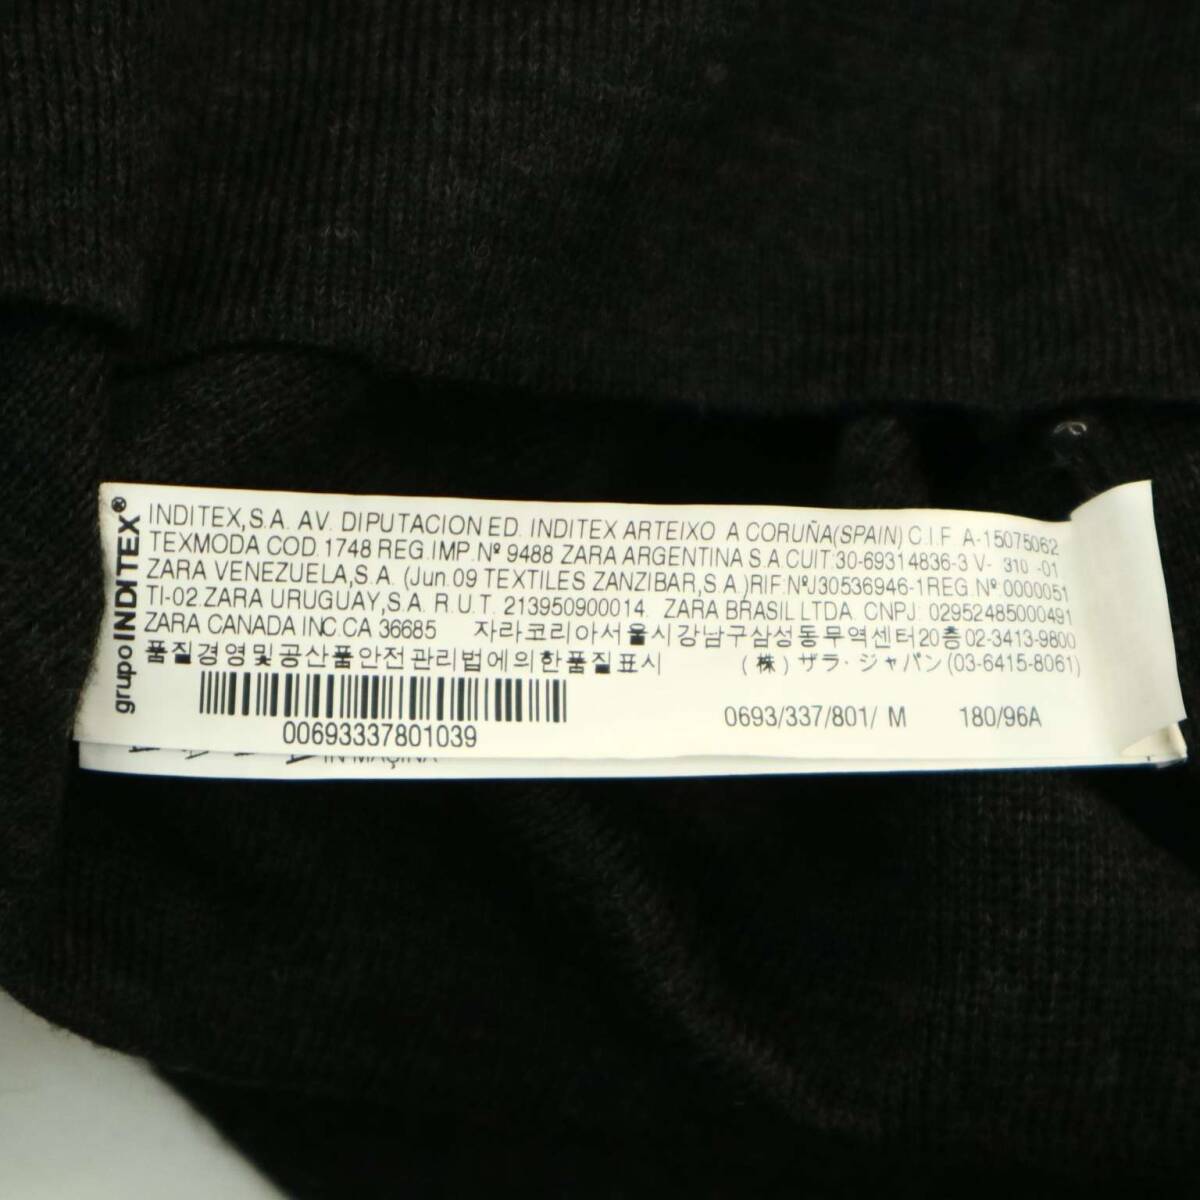 grupoINDITEX®
INDITEX,S.A. AV. DIPUTACION ED. INDITEX ARTEIXO A CORUÑA(SPAIN) C.I.F. A-15075062
TEXMODA COD. 1748 REG.IMP.Nº 9488 ZARA ARGENTINA S.A CUIT:30-69314836-3 V- 310 -01
ZARA VENEZUELA,S.A. (Jun.09 TEXTILES ZANZIBAR,S.A.)RIF:NºJ30536946-1REG.Nº 0000051
TI-02.ZARA URUGUAY,S.A. R.U.T. 213950900014. ZARA BRASIL LTDA. CNPJ: 02952485000491
ZARA CANADA INC.CA 36685 자라코리아서울시강남구삼성동무역센터20층02-3413-9800
품질경영및공산품안전관리법에의한품질표시 (株) ザラ・ジャパン (03-6415-8061)
0693/337/801/ M 180/96A
00693337801039
IN MAÇINA